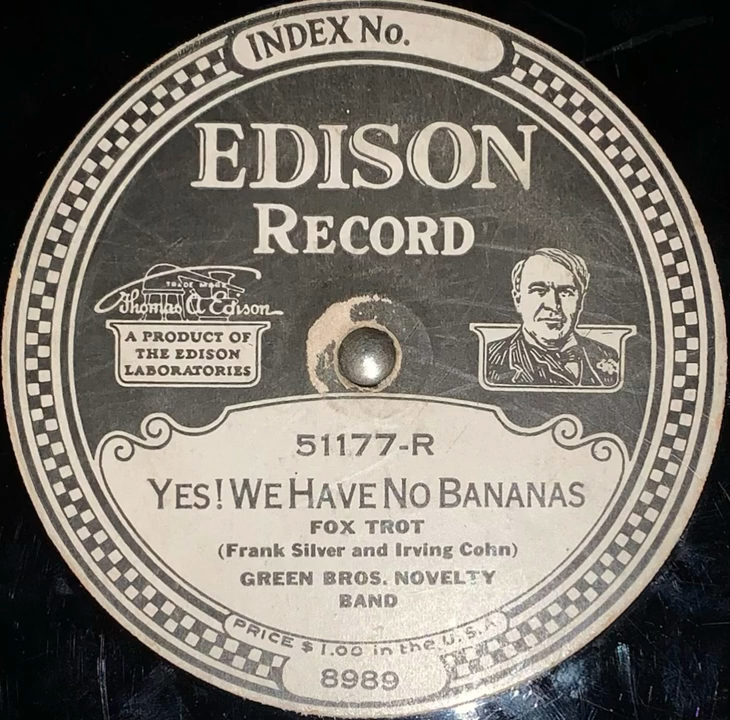 INDEX No.
EDISON
RECORD
TRADE MARK
Thomas A Edison
A PRODUCT OF
THE EDISON
LABORATORIES
51177-R
YES! WE HAVE NO BANANAS
FOX TROT
(Frank Silver and Irving Cohn)
GREEN BROS. NOVELTY
BAND
PRICE $ 1.00 in the U.S.A.
8989